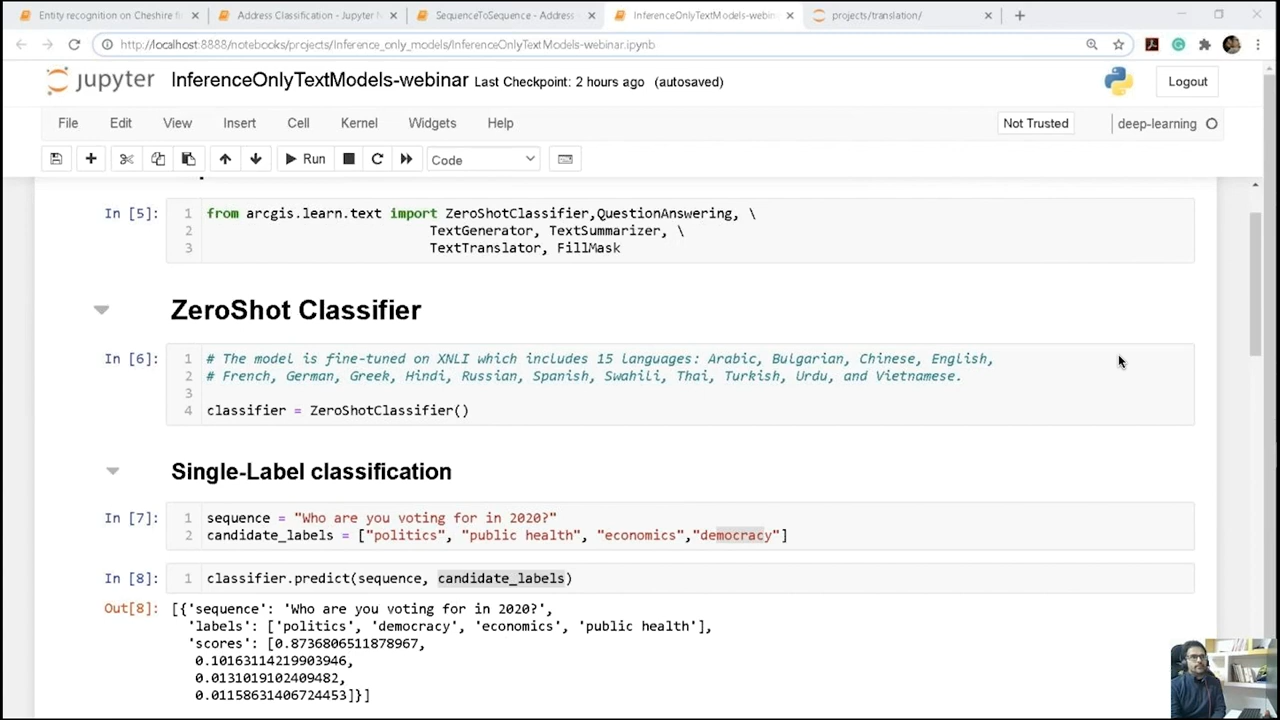 Entity recognition on Cheshire fi
Address Classification - Jupyter N
SequenceToSequence - Address
InferenceOnlyTextModels-webin
projects/translation/
http://localhost:8888/notebooks/projects/Inference_only_models/InferenceOnlyTextModels-webinar.ipynb
jupyter InferenceOnlyTextModels-webinar Last Checkpoint: 2 hours ago (autosaved) Logout
File Edit View Insert Cell Kernel Widgets Help Not Trusted deep-learning
Run Code
In [5]: 1 from arcgis.learn.text import ZeroShotClassifier,QuestionAnswering, \
2 TextGenerator, TextSummarizer, \
3 TextTranslator, FillMask
ZeroShot Classifier
In [6]: 1 # The model is fine-tuned on XNLI which includes 15 languages: Arabic, Bulgarian, Chinese, English,
2 # French, German, Greek, Hindi, Russian, Spanish, Swahili, Thai, Turkish, Urdu, and Vietnamese.
3
4 classifier = ZeroShotClassifier()
Single-Label classification
In [7]: 1 sequence = "Who are you voting for in 2020?"
2 candidate_labels = ["politics", "public health", "economics","democracy"]
In [8]: 1 classifier.predict(sequence, candidate_labels)
Out[8]: [{'sequence': 'Who are you voting for in 2020?',
'labels': ['politics', 'democracy', 'economics', 'public health'],
'scores': [0.8736806511878967,
0.10163114219903946,
0.0131019102409482,
0.01158631406724453]}]